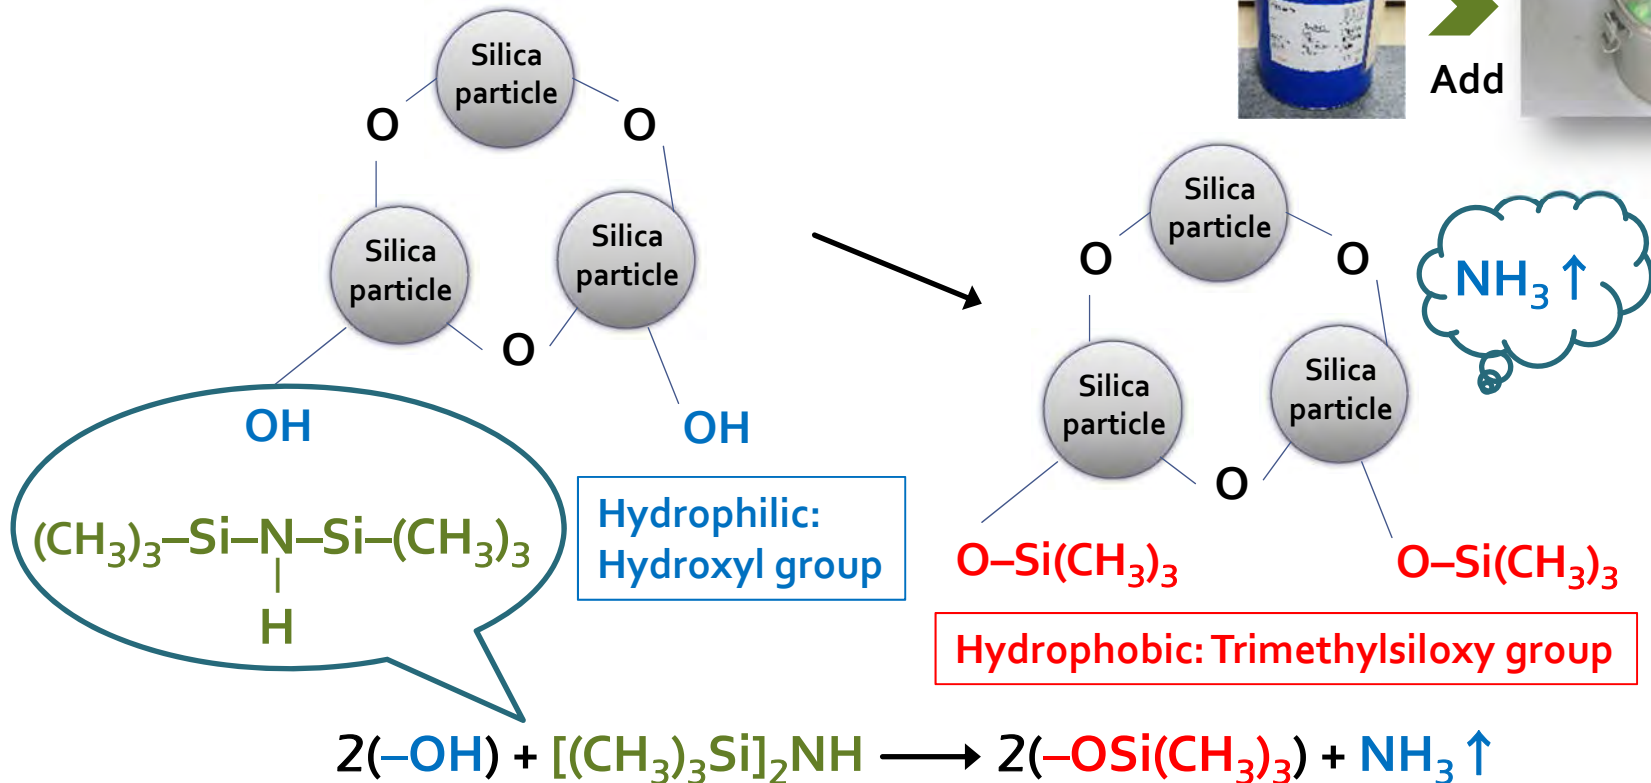 Add
Silica
particle
O
O
Silica
particle
Silica
particle
O
OH
OH
(CH₃)₃–Si–N–Si–(CH₃)₃
H
Hydrophilic:
Hydroxyl group
Silica
particle
O
O
NH₃ ↑
Silica
particle
Silica
particle
O
O–Si(CH₃)₃
O–Si(CH₃)₃
Hydrophobic: Trimethylsiloxy group
2(–OH) + [(CH₃)₃Si]₂NH ⟶ 2(–OSi(CH₃)₃) + NH₃ ↑